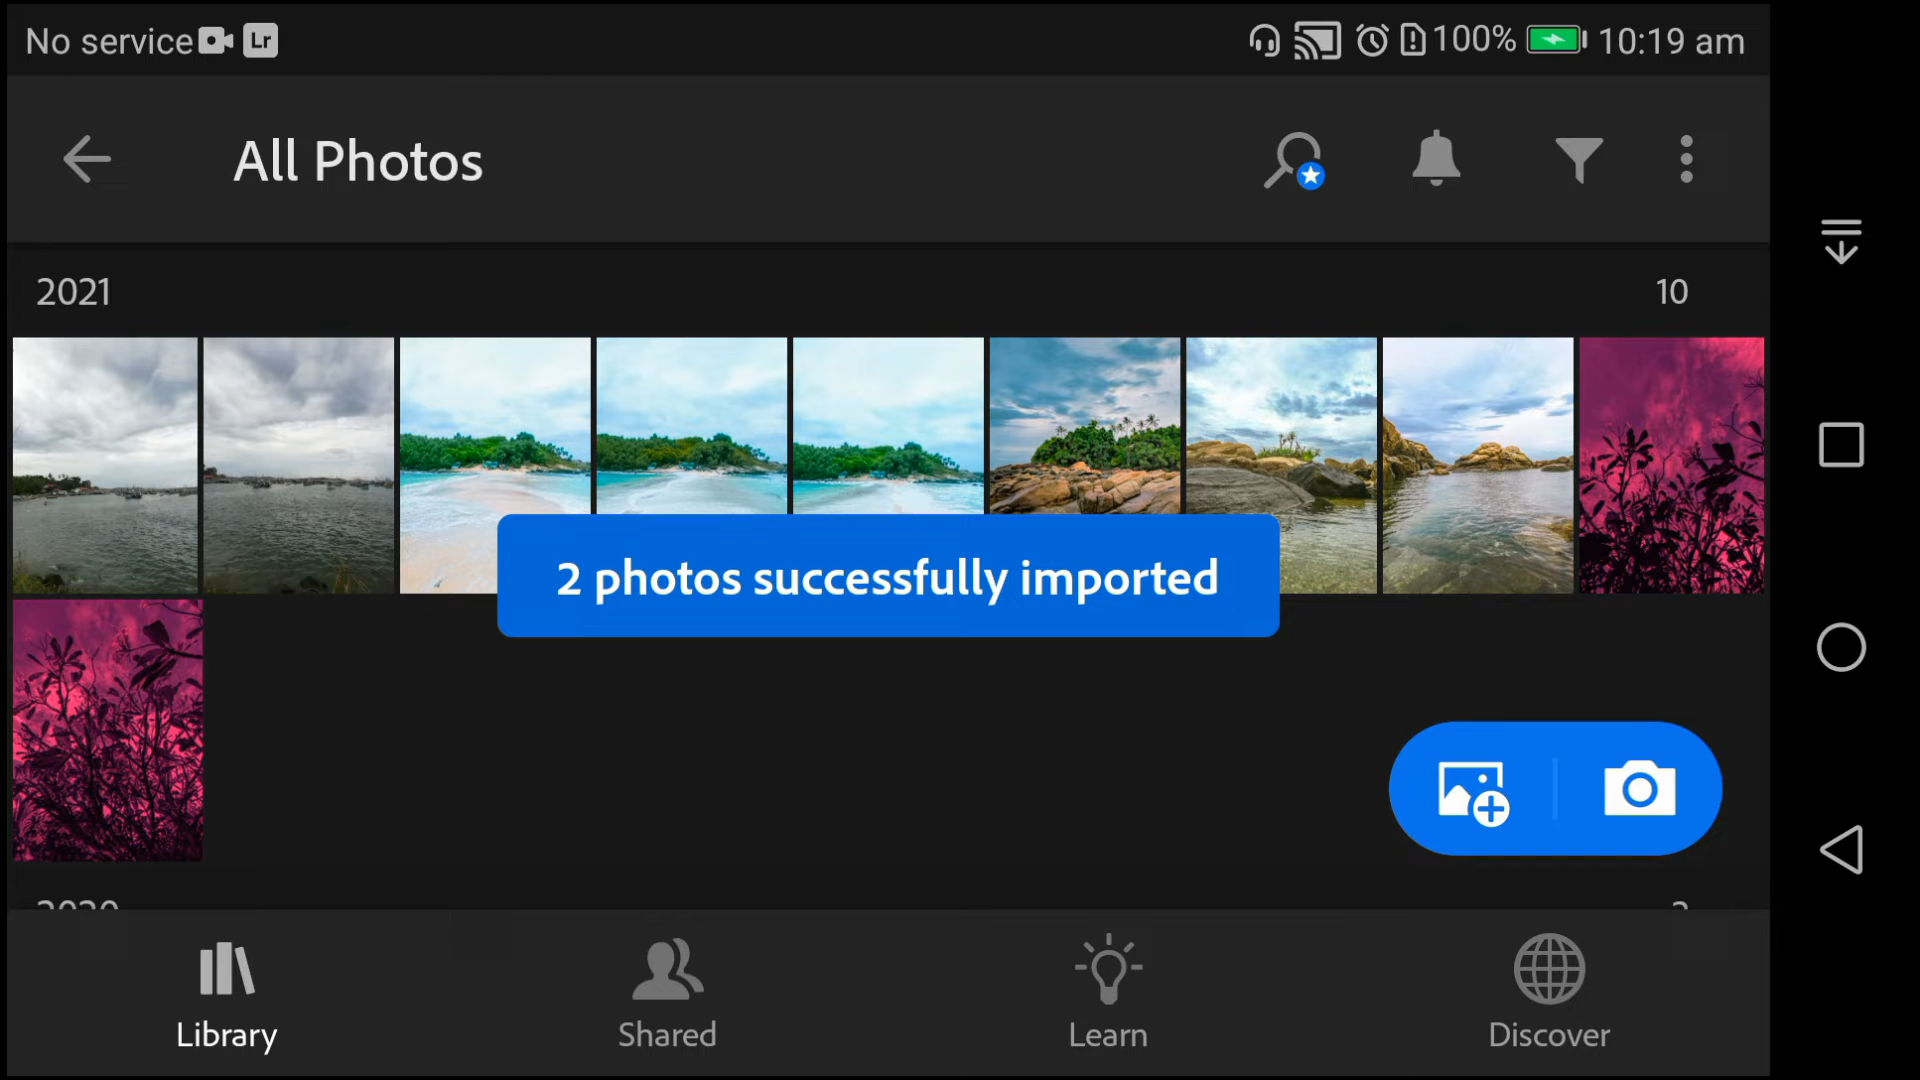 No service Lr 100% 10:19 am
All Photos
2021 10
2 photos successfully imported
Library Shared Learn Discover